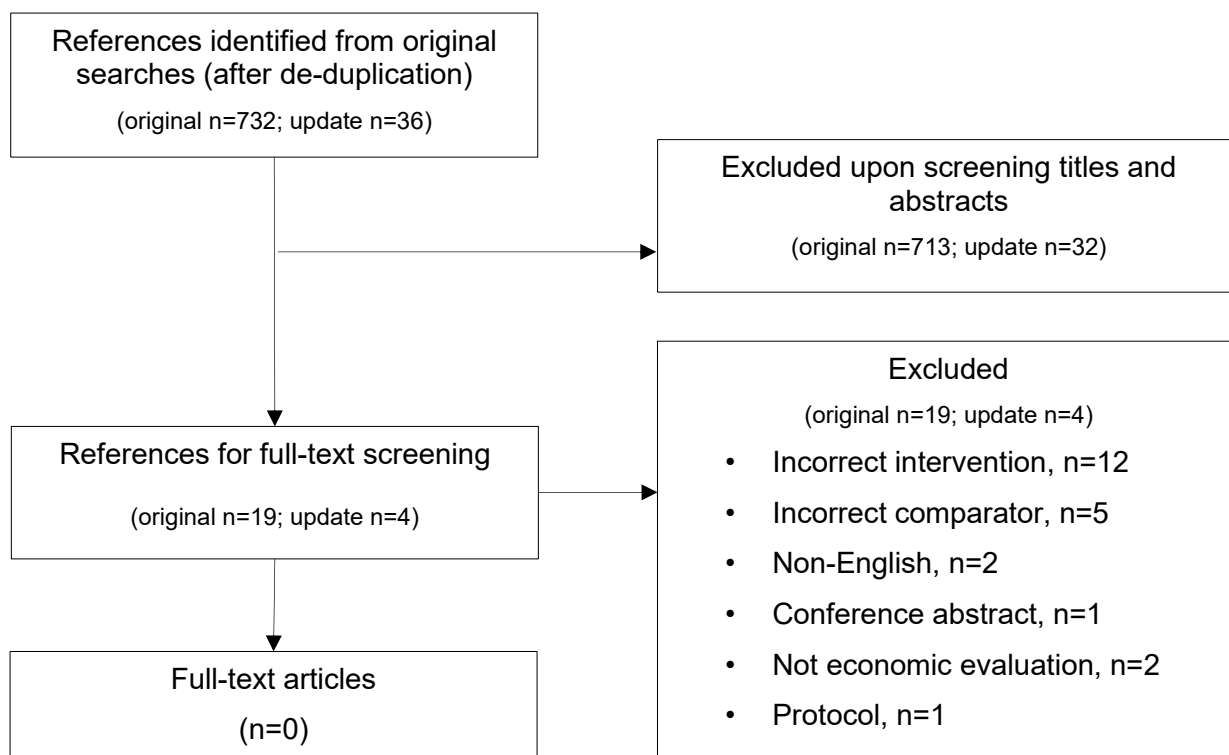 References identified from original
searches (after de-duplication)
(original n=732; update n=36)
Excluded upon screening titles and
abstracts
(original n=713; update n=32)
Excluded
(original n=19; update n=4)
• Incorrect intervention, n=12
• Incorrect comparator, n=5
• Non-English, n=2
• Conference abstract, n=1
• Not economic evaluation, n=2
• Protocol, n=1
References for full-text screening
(original n=19; update n=4)
Full-text articles
(n=0)